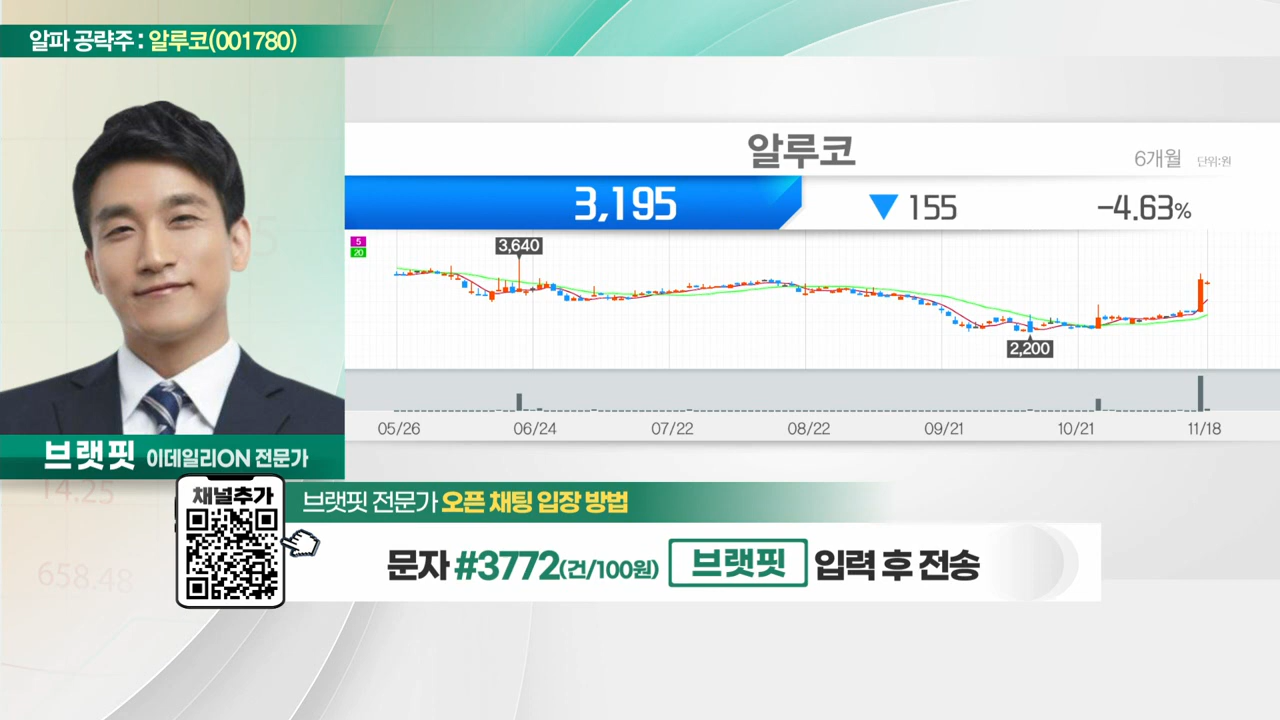 알파 공략주 : 알루코(001780)
알루코
6개월 단위:원
3,195 ▼ 155 -4.63%
5
20
3,640
2,200
05/26 06/24 07/22 08/22 09/21 10/21 11/18
브랫핏 이데일리ON 전문가
14.25
658.48
채널추가
브랫핏 전문가 오픈 채팅 입장 방법
문자 #3772(건/100원) 브랫핏 입력 후 전송